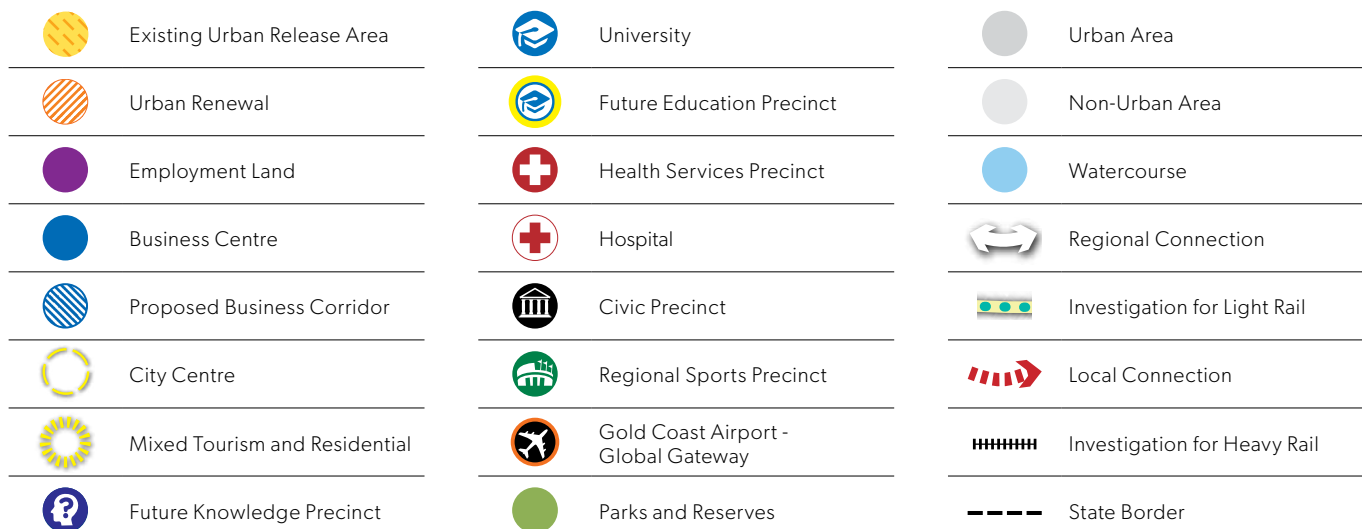 Existing Urban Release Area
Urban Renewal
Employment Land
Business Centre
Proposed Business Corridor
City Centre
Mixed Tourism and Residential
?
Future Knowledge Precinct
University
Future Education Precinct
Health Services Precinct
Hospital
Civic Precinct
Regional Sports Precinct
Gold Coast Airport -
Global Gateway
Parks and Reserves
Urban Area
Non-Urban Area
Watercourse
Regional Connection
Investigation for Light Rail
Local Connection
Investigation for Heavy Rail
State Border